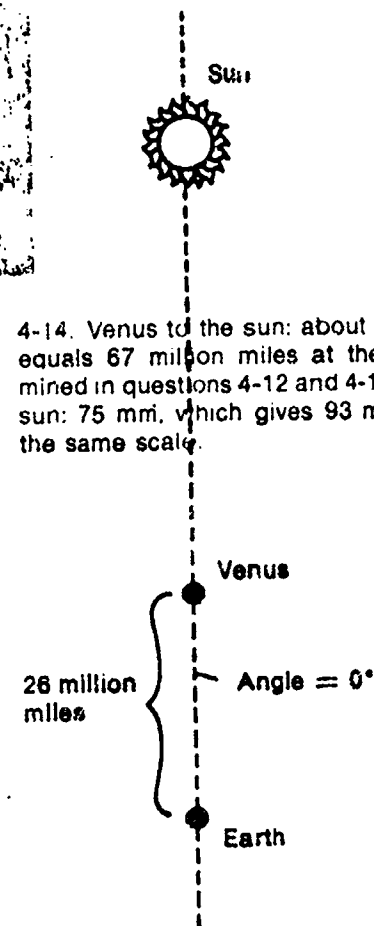 Sun
4-14. Venus to the sun: about
equals 67 million miles at the
mined in questions 4-12 and 4-1
sun: 75 mm, which gives 93 m
the same scale.
Venus
26 million
miles
Angle = 0°
Earth